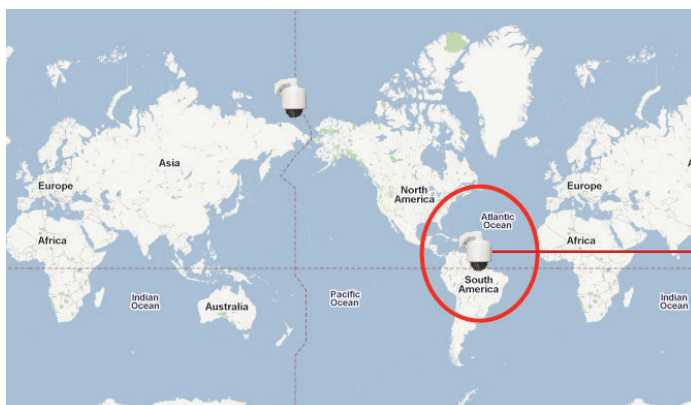 Asia
Europe
North
America
Atlantic
Ocean
Europe
Africa
Africa
South
America
Indian
Ocean
Australia
Pacific
Ocean
Indian
Ocean